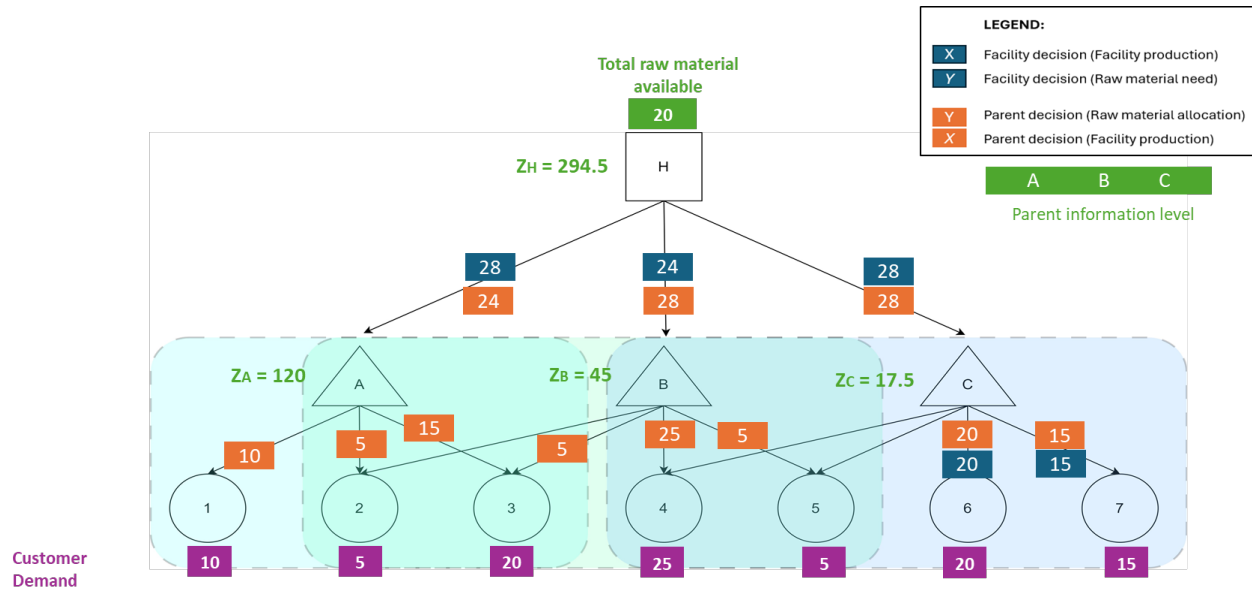 LEGEND:
X Facility decision (Facility production)
Y Facility decision (Raw material need)
Y Parent decision (Raw material allocation)
X Parent decision (Facility production)
A B C
Parent information level
Total raw material
available
20
ZH = 294.5
H
28 24 28
24 28 28
ZA = 120
A
ZB = 45
B
ZC = 17.5
C
10 5 15 5 25 5 20 15
20 15
1 2 3 4 5 6 7
Customer
Demand
10 5 20 25 5 20 15